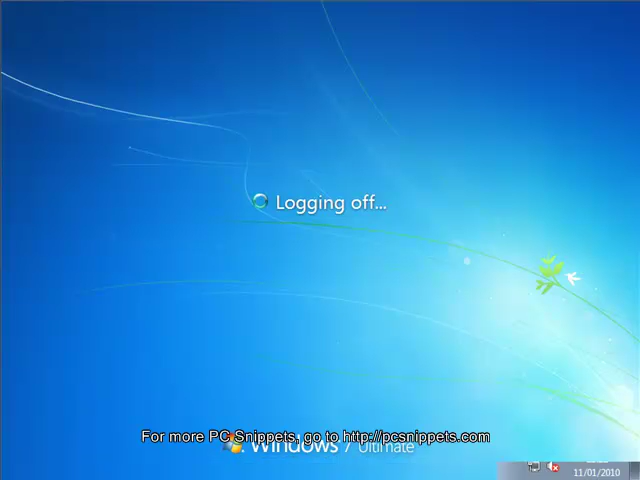 Logging off...
For more PC Snippets, go to http://pcsnippets.com
Windows 7 Ultimate
11/01/2010